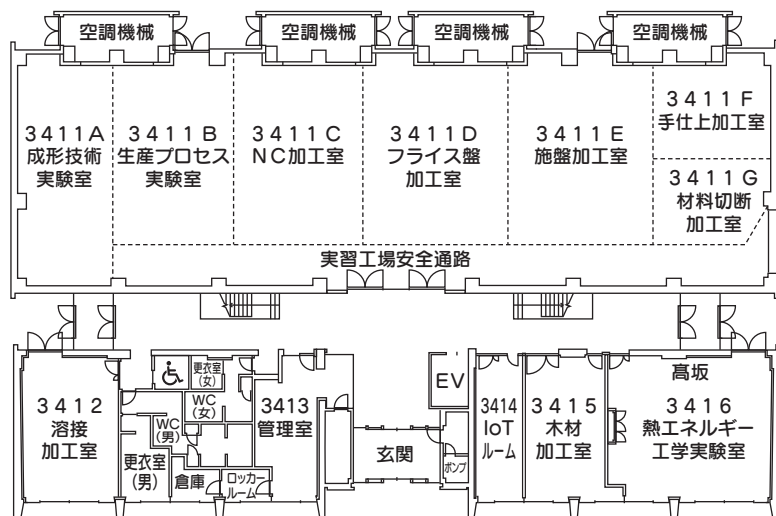 空調機械
空調機械
空調機械
空調機械
3411A
成形技術
実験室
3411B
生産プロセス
実験室
3411C
NC加工室
3411D
フライス盤
加工室
3411E
施盤加工室
3411F
手仕上加工室
3411G
材料切断
加工室
実習工場安全通路
3412
溶接
加工室
更衣室
(女)
WC
(女)
WC
(男)
更衣室
(男)
倉庫
ロッカー
ルーム
3413
管理室
玄関
EV
ポンプ
3414
IoT
ルーム
3415
木材
加工室
髙坂
3416
熱エネルギー
工学実験室